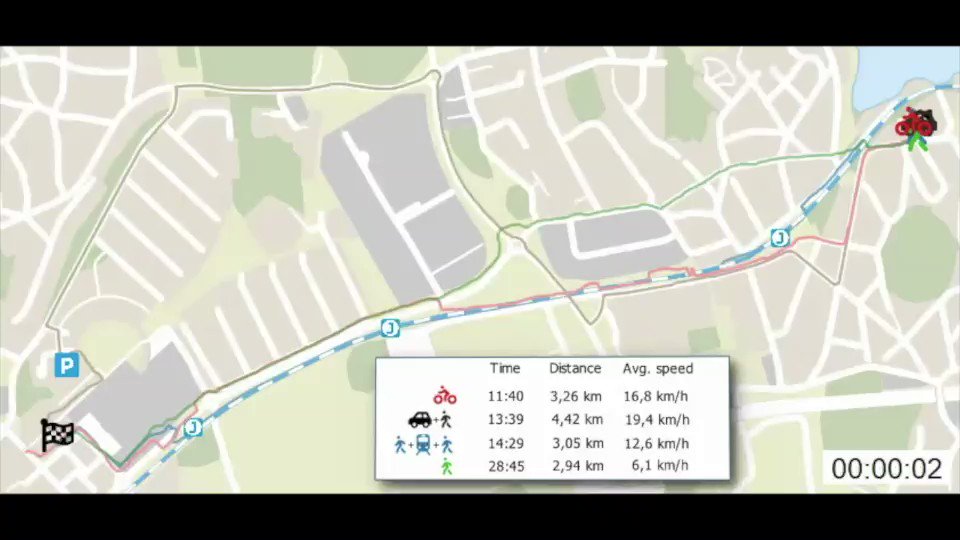 J
P
J
J
Time Distance Avg. speed
11:40 3,26 km 16,8 km/h
+ 13:39 4,42 km 19,4 km/h
+ + 14:29 3,05 km 12,6 km/h
28:45 2,94 km 6,1 km/h
00:00:02